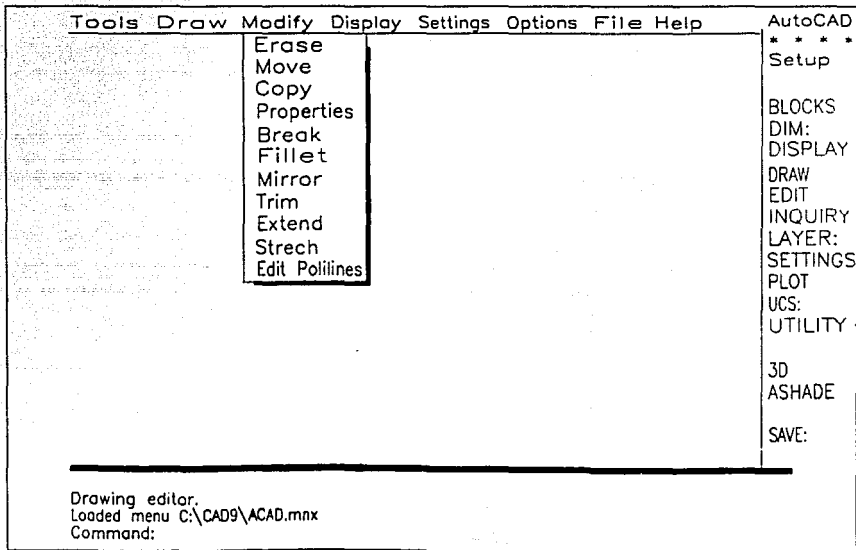 Tools Draw Modify Display Settings Options File Help
Erase
Move
Copy
Properties
Break
Fillet
Mirror
Trim
Extend
Strech
Edit Polilines
AutoCAD
* * * *
Setup
BLOCKS
DIM:
DISPLAY
DRAW
EDIT
INQUIRY
LAYER:
SETTINGS
PLOT
UCS:
UTILITY
3D
ASHADE
SAVE:
Drawing editor.
Loaded menu C:\CAD9\ACAD.mnx
Command: